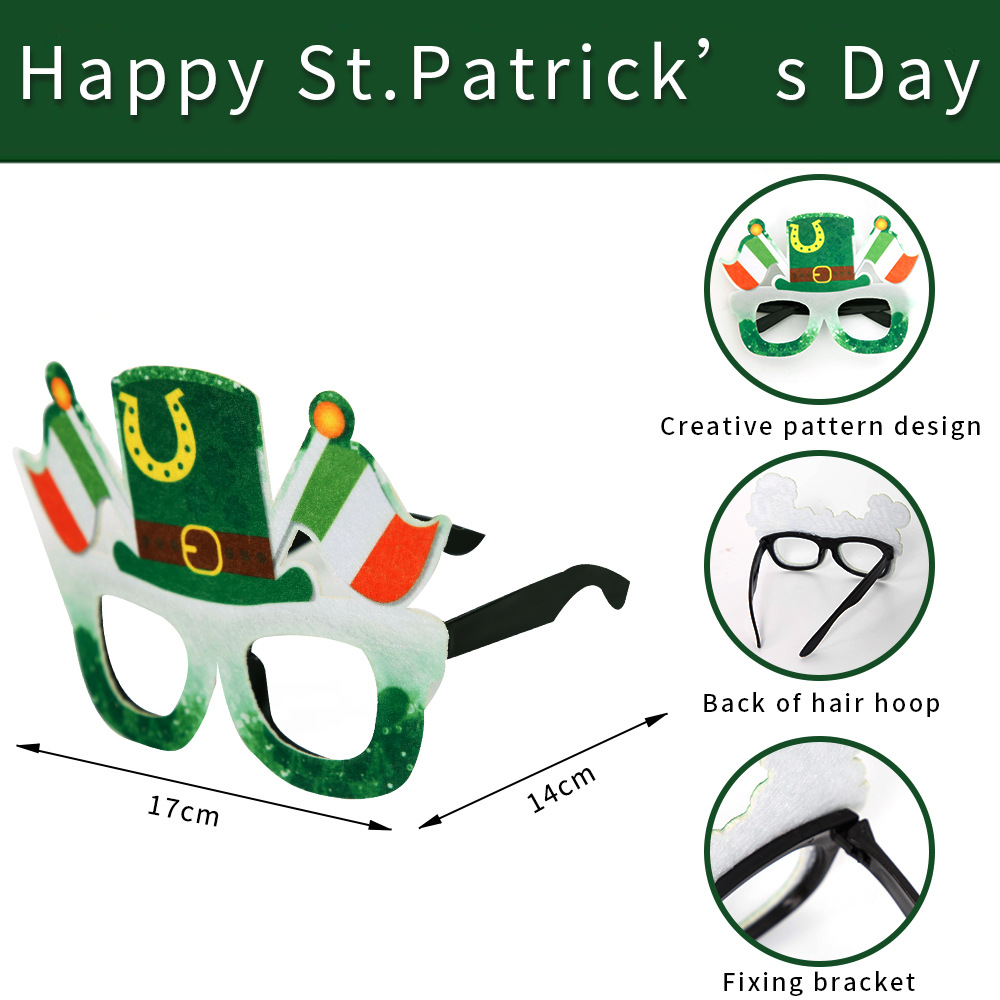 Happy St.Patrick’s Day
Creative pattern design
Back of hair hoop
17cm
14cm
Fixing bracket